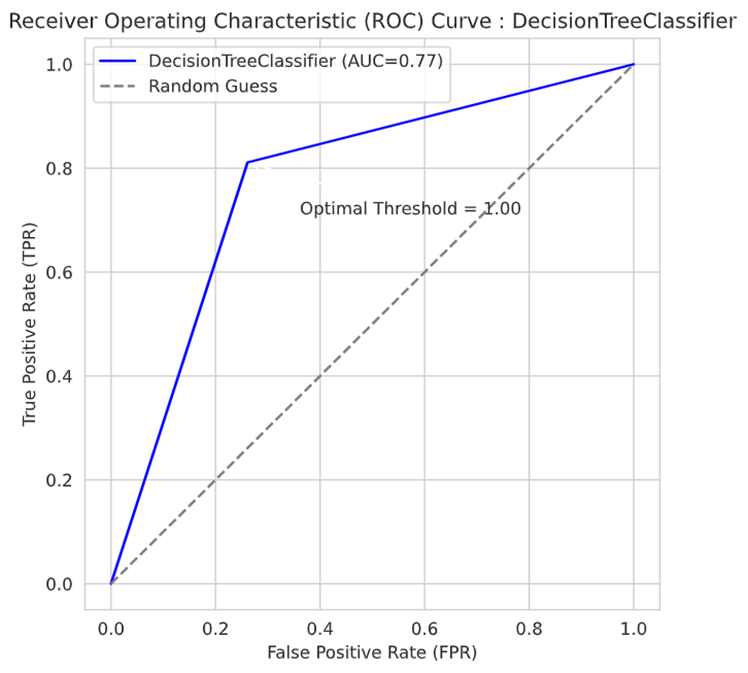 Receiver Operating Characteristic (ROC) Curve : DecisionTreeClassifier
DecisionTreeClassifier (AUC=0.77)
Random Guess
Optimal Threshold = 1.00
True Positive Rate (TPR)
1.0
0.8
0.6
0.4
0.2
0.0
0.0 0.2 0.4 0.6 0.8 1.0
False Positive Rate (FPR)